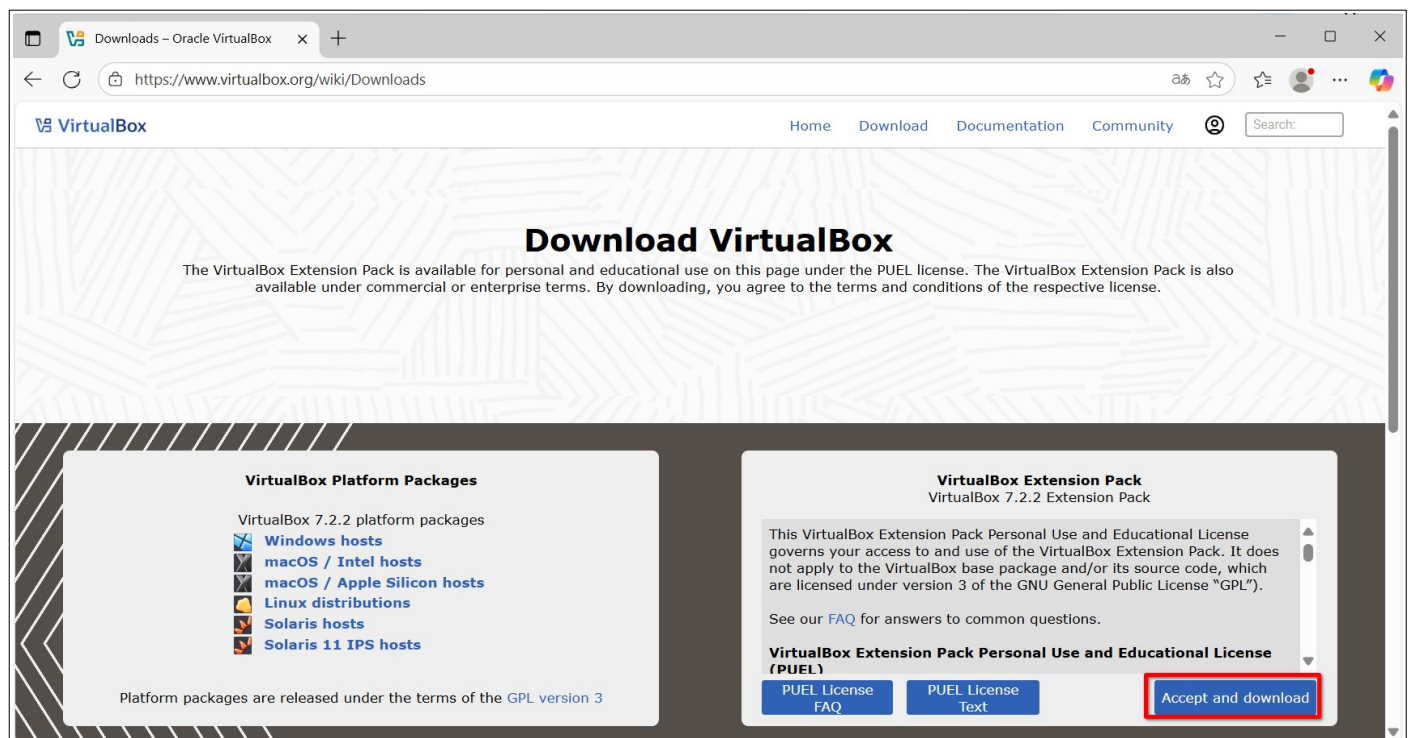 Downloads – Oracle VirtualBox
https://www.virtualbox.org/wiki/Downloads
aあ
VirtualBox
Home Download Documentation Community Search:
Download VirtualBox
The VirtualBox Extension Pack is available for personal and educational use on this page under the PUEL license. The VirtualBox Extension Pack is also
available under commercial or enterprise terms. By downloading, you agree to the terms and conditions of the respective license.
VirtualBox Platform Packages
VirtualBox 7.2.2 platform packages
Windows hosts
macOS / Intel hosts
macOS / Apple Silicon hosts
Linux distributions
Solaris hosts
Solaris 11 IPS hosts
Platform packages are released under the terms of the GPL version 3
VirtualBox Extension Pack
VirtualBox 7.2.2 Extension Pack
This VirtualBox Extension Pack Personal Use and Educational License
governs your access to and use of the VirtualBox Extension Pack. It does
not apply to the VirtualBox base package and/or its source code, which
are licensed under version 3 of the GNU General Public License “GPL”).
See our FAQ for answers to common questions.
VirtualBox Extension Pack Personal Use and Educational License
(PUEL)
PUEL License
FAQ
PUEL License
Text
Accept and download